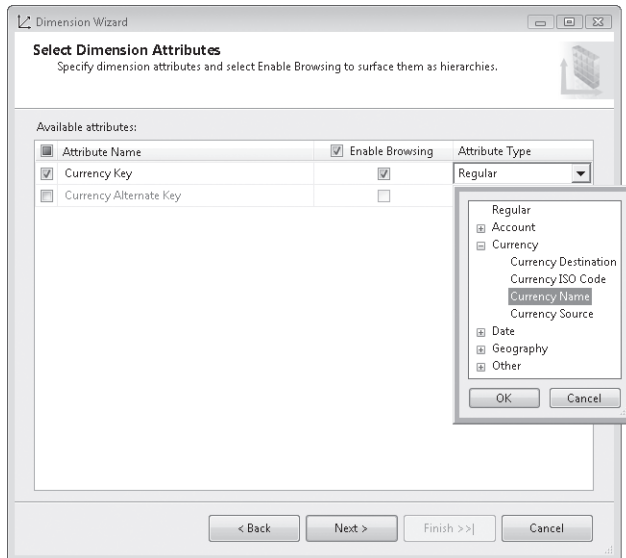 Dimension Wizard
Select Dimension Attributes
Specify dimension attributes and select Enable Browsing to surface them as hierarchies.
Available attributes:
Attribute Name Enable Browsing Attribute Type
Currency Key Regular
Currency Alternate Key
Regular
Account
Currency
Currency Destination
Currency ISO Code
Currency Name
Currency Source
Date
Geography
Other
OK Cancel
< Back Next > Finish >>| Cancel